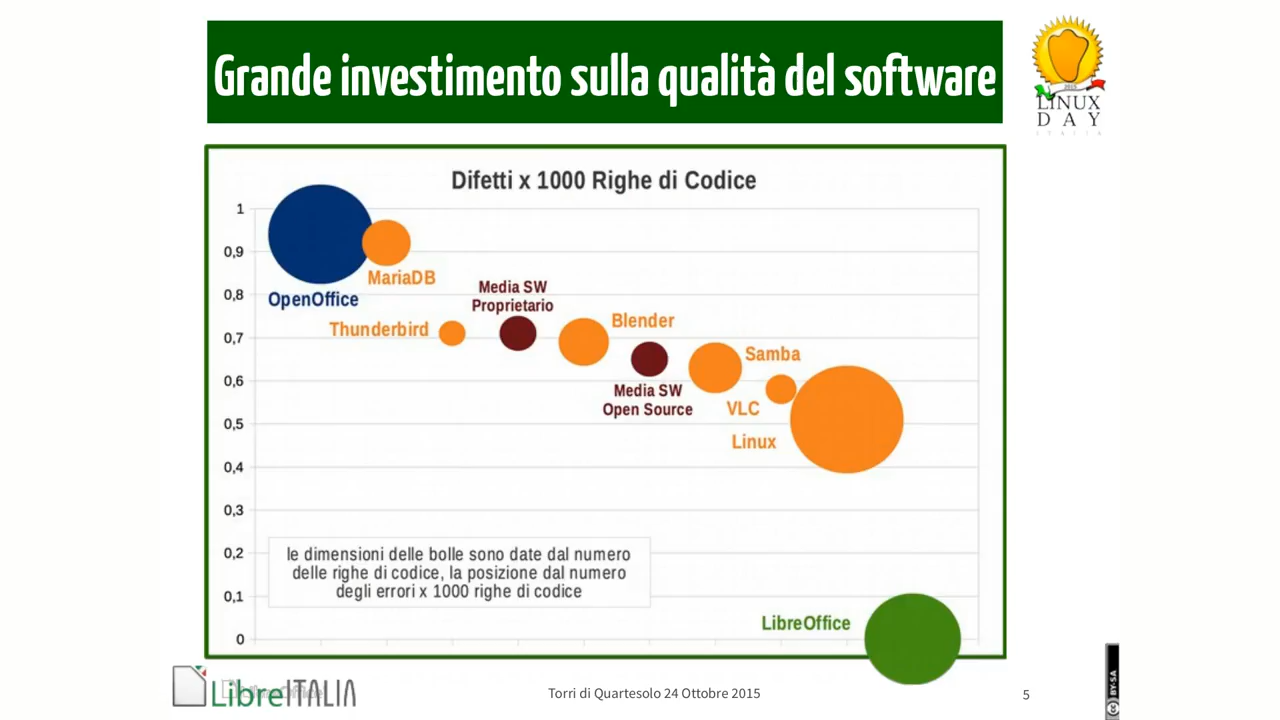 Grande investimento sulla qualità del software
2015
LINUX
DAY
ITALIA
Difetti x 1000 Righe di Codice
1
0,9
0,8
0,7
0,6
0,5
0,4
0,3
0,2
0,1
0
OpenOffice
MariaDB
Thunderbird
Media SW
Proprietario
Blender
Media SW
Open Source
Samba
VLC
Linux
le dimensioni delle bolle sono date dal numero
delle righe di codice, la posizione dal numero
degli errori x 1000 righe di codice
LibreOffice
LibreITALIA
Torri di Quartesolo 24 Ottobre 2015
5
BY-SA